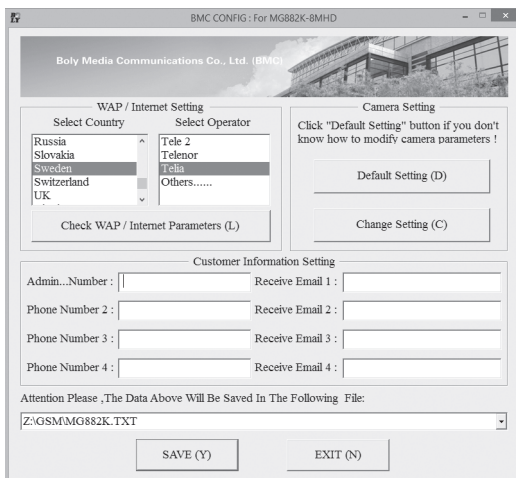 BMC CONFIG : For MG882K-8MHD
Boly Media Communications Co., Ltd. (BMC)
WAP / Internet Setting
Select Country
Select Operator
Russia
Slovakia
Sweden
Switzerland
UK
Tele 2
Telenor
Telia
Others......
Check WAP / Internet Parameters (L)
Camera Setting
Click "Default Setting" button if you don't
know how to modify camera parameters !
Default Setting (D)
Change Setting (C)
Customer Information Setting
Admin...Number :
Receive Email 1 :
Phone Number 2 :
Receive Email 2 :
Phone Number 3 :
Receive Email 3 :
Phone Number 4 :
Receive Email 4 :
Attention Please ,The Data Above Will Be Saved In The Following File:
Z:\GSM\MG882K.TXT
SAVE (Y)
EXIT (N)